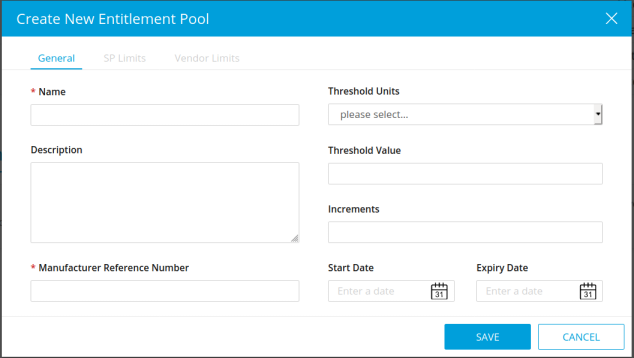 Create New Entitlement Pool
General SP Limits Vendor Limits
* Name
Description
* Manufacturer Reference Number
Threshold Units
please select...
Threshold Value
Increments
Start Date Expiry Date
Enter a date 31 Enter a date 31
SAVE CANCEL